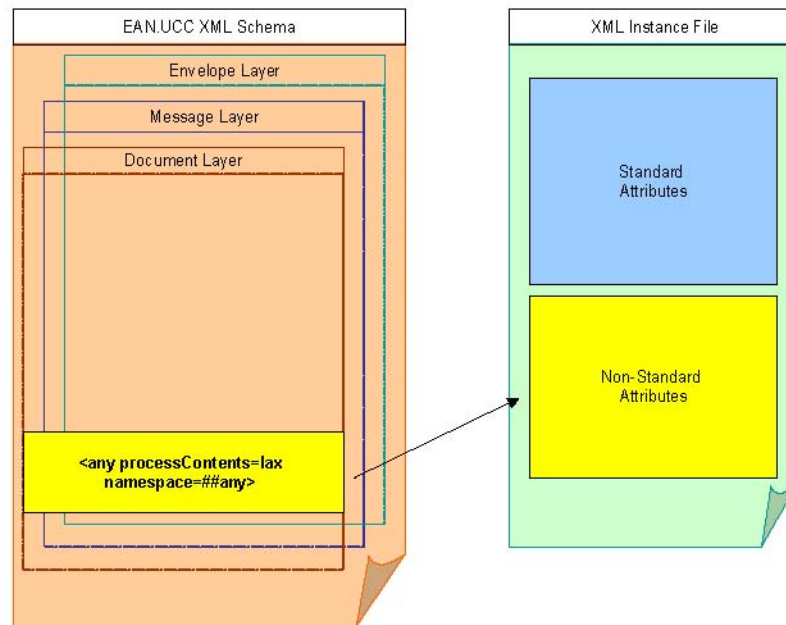 EAN.UCC XML Schema
Envelope Layer
Message Layer
Document Layer
<any processContents=lax
namespace=##any>
XML Instance File
Standard
Attributes
Non-Standard
Attributes